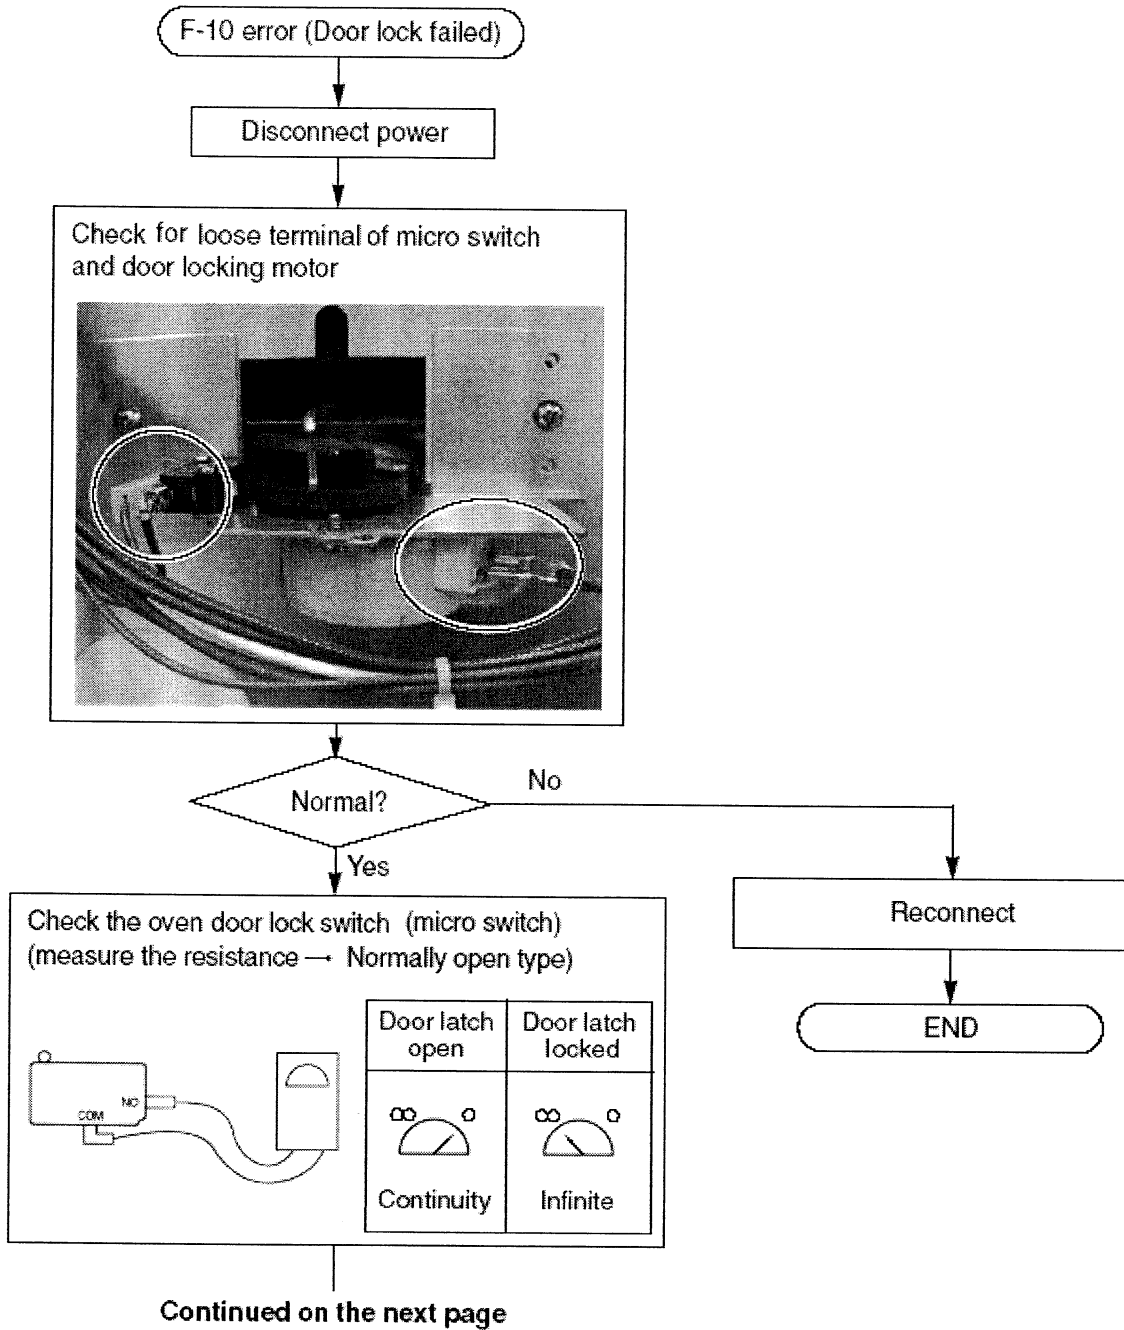 F-10 error (Door lock failed)
Disconnect power
Check for loose terminal of micro switch
and door locking motor
Normal?
No
Yes
Reconnect
END
Check the oven door lock switch (micro switch)
(measure the resistance → Normally open type)
NO
COM
Door latch
open
Door latch
locked
∞ 0
∞ 0
Continuity
Infinite
Continued on the next page